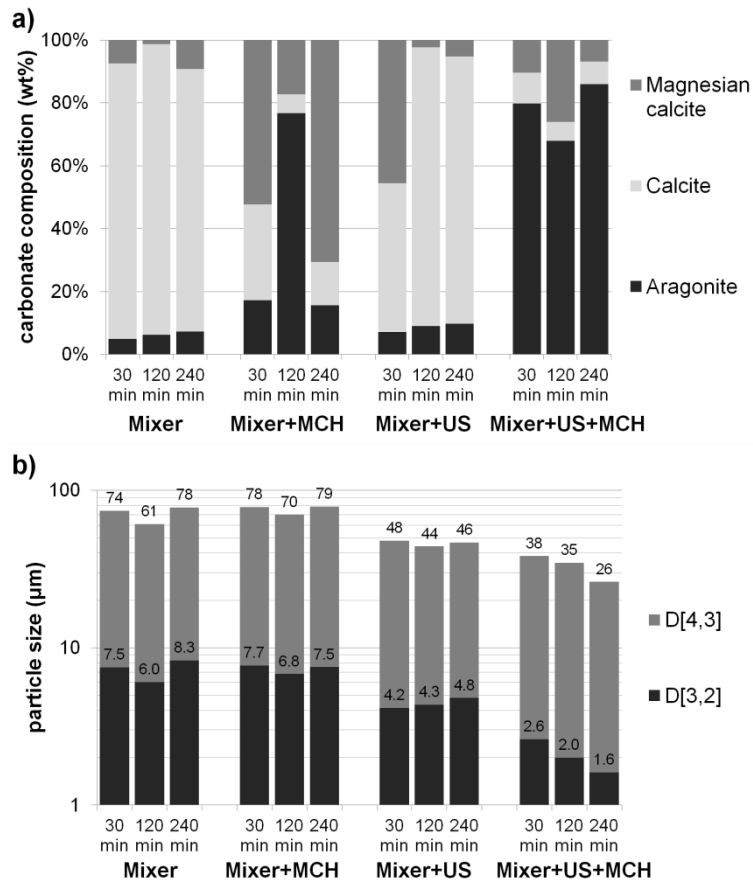 a)
carbonate composition (wt%)
100%
80%
60%
40%
20%
0%
30 min 120 min 240 min 30 min 120 min 240 min 30 min 120 min 240 min 30 min 120 min 240 min
Mixer Mixer+MCH Mixer+US Mixer+US+MCH
Magnesian
calcite
Calcite
Aragonite
b)
particle size (µm)
100
10
1
74 61 78 78 70 79 48 44 46 38 35 26
7.5 6.0 8.3 7.7 6.8 7.5 4.2 4.3 4.8 2.6 2.0 1.6
30 min 120 min 240 min 30 min 120 min 240 min 30 min 120 min 240 min 30 min 120 min 240 min
Mixer Mixer+MCH Mixer+US Mixer+US+MCH
D[4,3]
D[3,2]